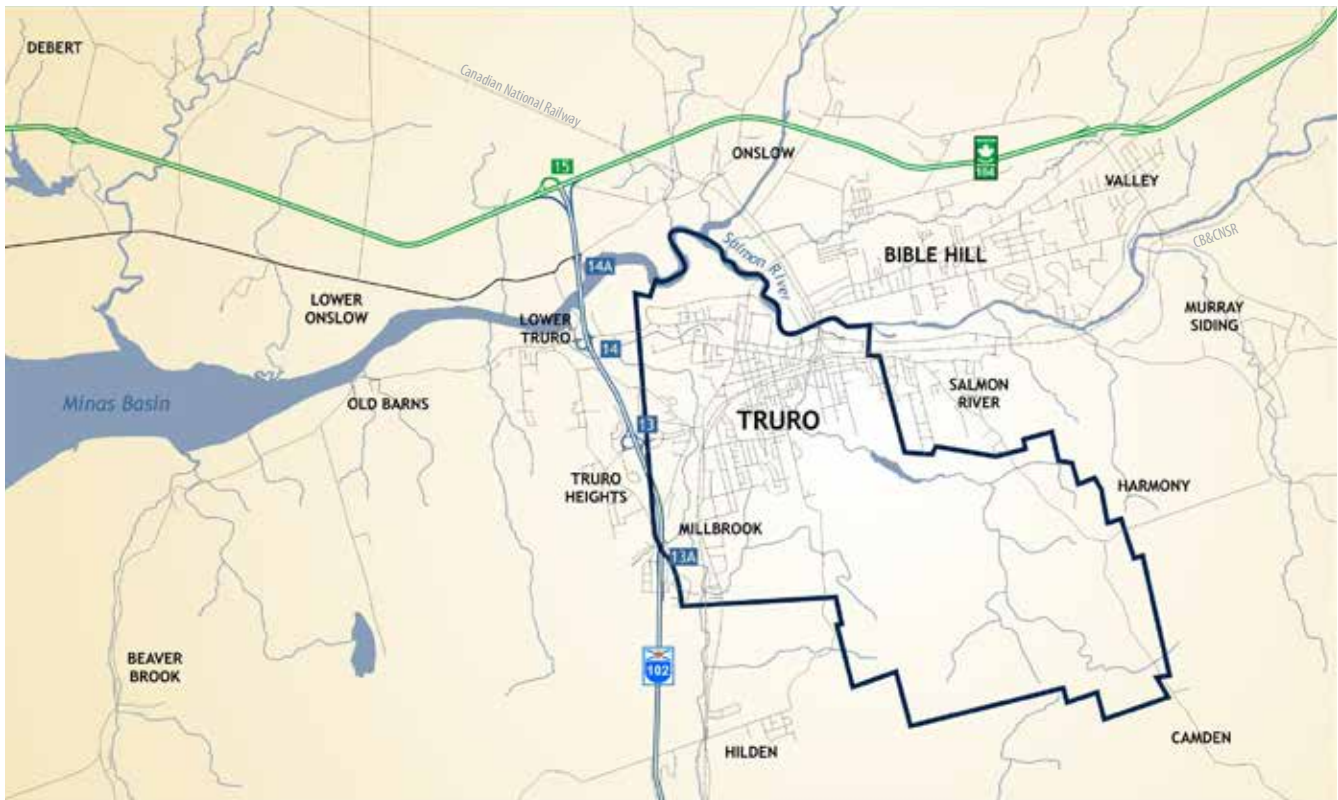 DEBERT
Canadian National Railway
15
ONSLOW
104
VALLEY
Salmon River
BIBLE HILL
CB&CNSR
14A
LOWER
ONSLOW
LOWER
TRURO
14
MURRAY
SIDING
Minas Basin
OLD BARNS
SALMON
RIVER
13
TRURO
TRURO
HEIGHTS
HARMONY
MILLBROOK
13A
BEAVER
BROOK
102
HILDEN
CAMDEN